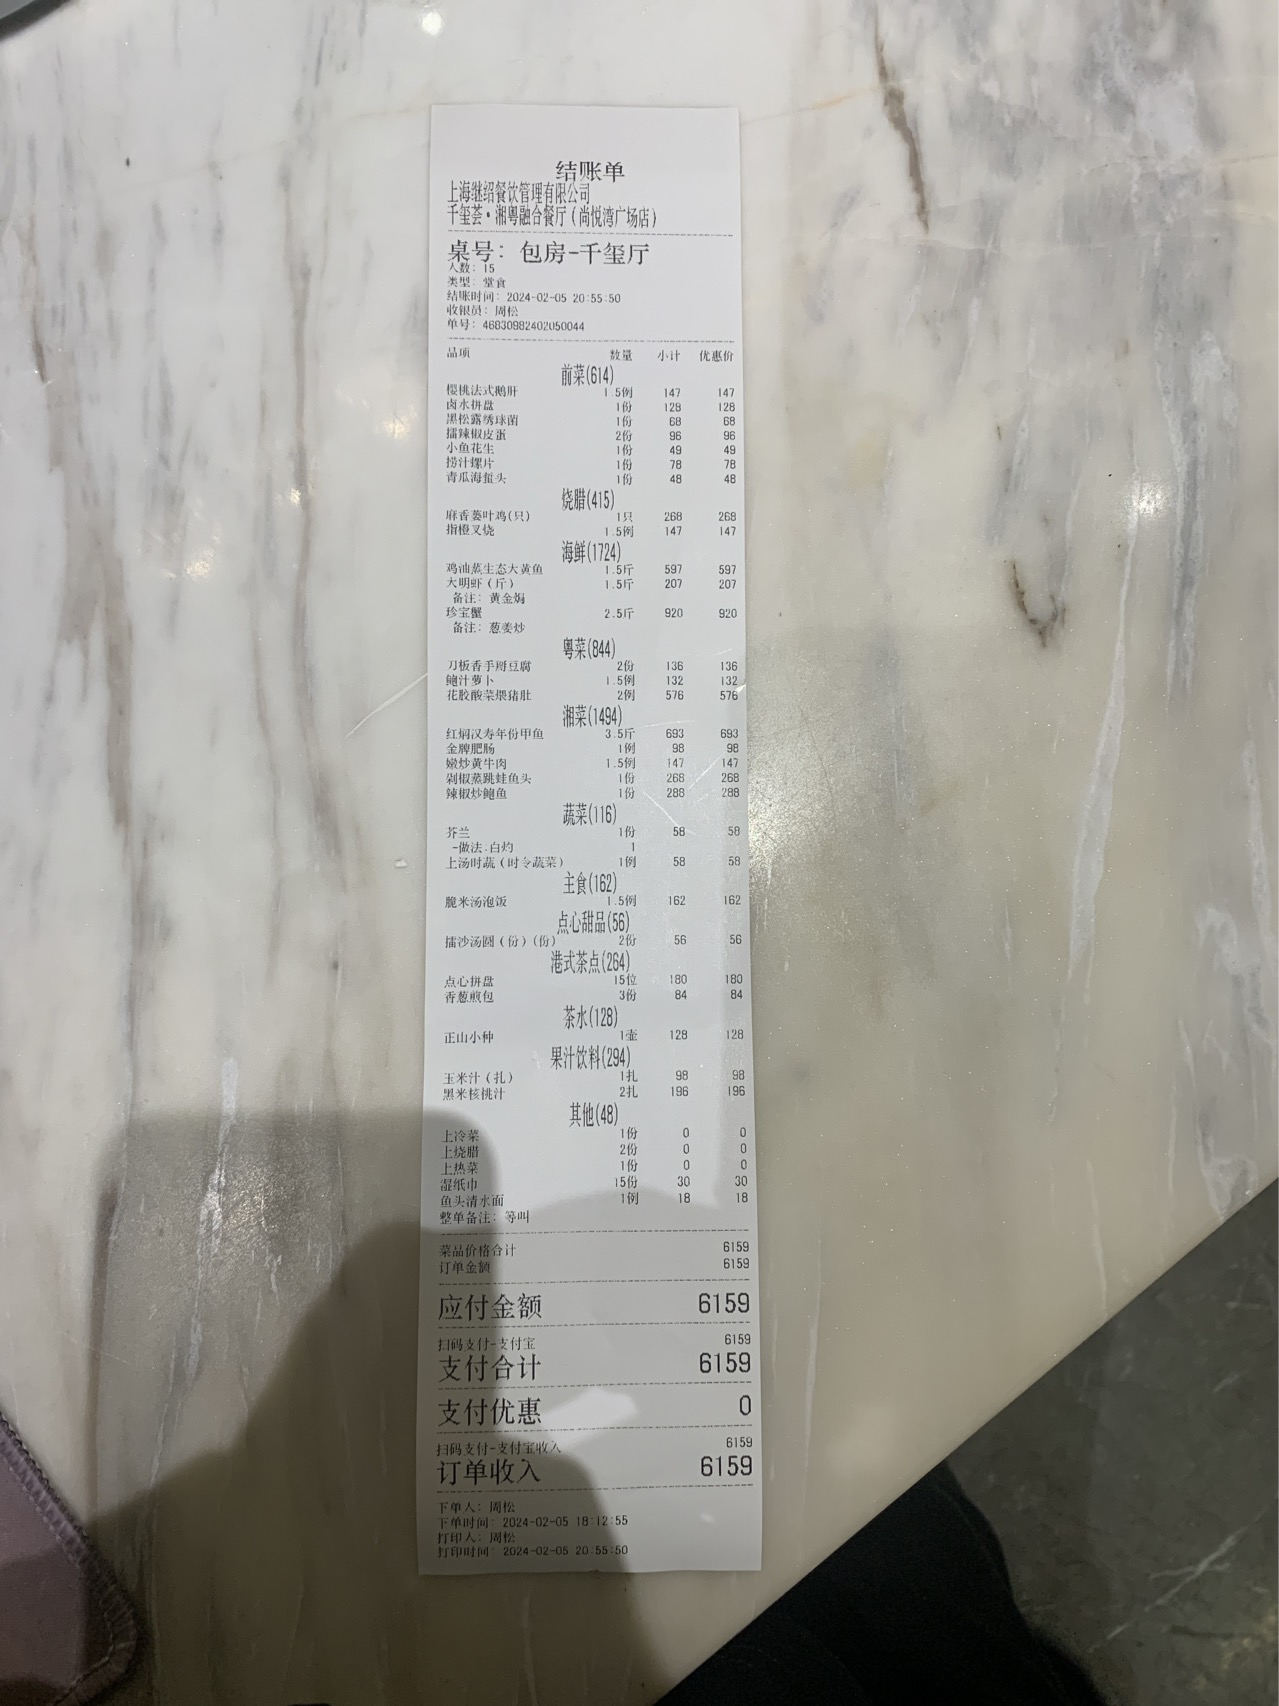 结账单
上海继绍餐饮管理有限公司
千玺荟·湘粤融合餐厅(尚悦湾广场店)
桌号: 包房-千玺厅
人数: 15
类型: 堂食
结账时间: 2024-02-05 20:55:50
收银员: 周松
单号: 46830982402050044
品项 数量 小计 优惠价
前菜(614)
樱桃法式鹅肝 1.5例 147 147
卤水拼盘 1份 128 128
黑松露绣球菌 1份 68 68
擂辣椒皮蛋 2份 96 96
小鱼花生 1份 49 49
捞汁螺片 1份 78 78
青瓜海蜇头 1份 48 48
烧腊(415)
麻香蒌叶鸡(只) 1只 268 268
指橙叉烧 1.5例 147 147
海鲜(1724)
鸡油蒸生态大黄鱼 1.5斤 597 597
大明虾(斤) 1.5斤 207 207
备注: 黄金焗
珍宝蟹 2.5斤 920 920
备注: 葱姜炒
粤菜(844)
刀板香手掰豆腐 2份 136 136
鲍汁萝卜 1.5例 132 132
花胶酸菜煨猪肚 2例 576 576
湘菜(1494)
红焖汉寿年份甲鱼 3.5斤 693 693
金牌肥肠 1例 98 98
嫩炒黄牛肉 1.5例 147 147
剁椒蒸跳蛙鱼头 1份 268 268
辣椒炒鲍鱼 1份 288 288
蔬菜(116)
芥兰 1份 58 58
-做法:白灼 1
上汤时蔬(时令蔬菜) 1例 58 58
主食(162)
脆米汤泡饭 1.5例 162 162
点心甜品(56)
擂沙汤圆(份)(份) 2份 56 56
港式茶点(264)
点心拼盘 15位 180 180
香葱煎包 3份 84 84
茶水(128)
正山小种 1壶 128 128
果汁饮料(294)
玉米汁(扎) 1扎 98 98
黑米核桃汁 2扎 196 196
其他(48)
上冷菜 1份 0 0
上烧腊 2份 0 0
上热菜 1份 0 0
湿纸巾 15份 30 30
鱼头清水面 1例 18 18
整单备注: 等叫
菜品价格合计 6159
订单金额 6159
应付金额 6159
扫码支付-支付宝 6159
支付合计 6159
支付优惠 0
扫码支付-支付宝收入 6159
订单收入 6159
下单人: 周松
下单时间: 2024-02-05 18:12:55
打印人: 周松
打印时间: 2024-02-05 20:55:50